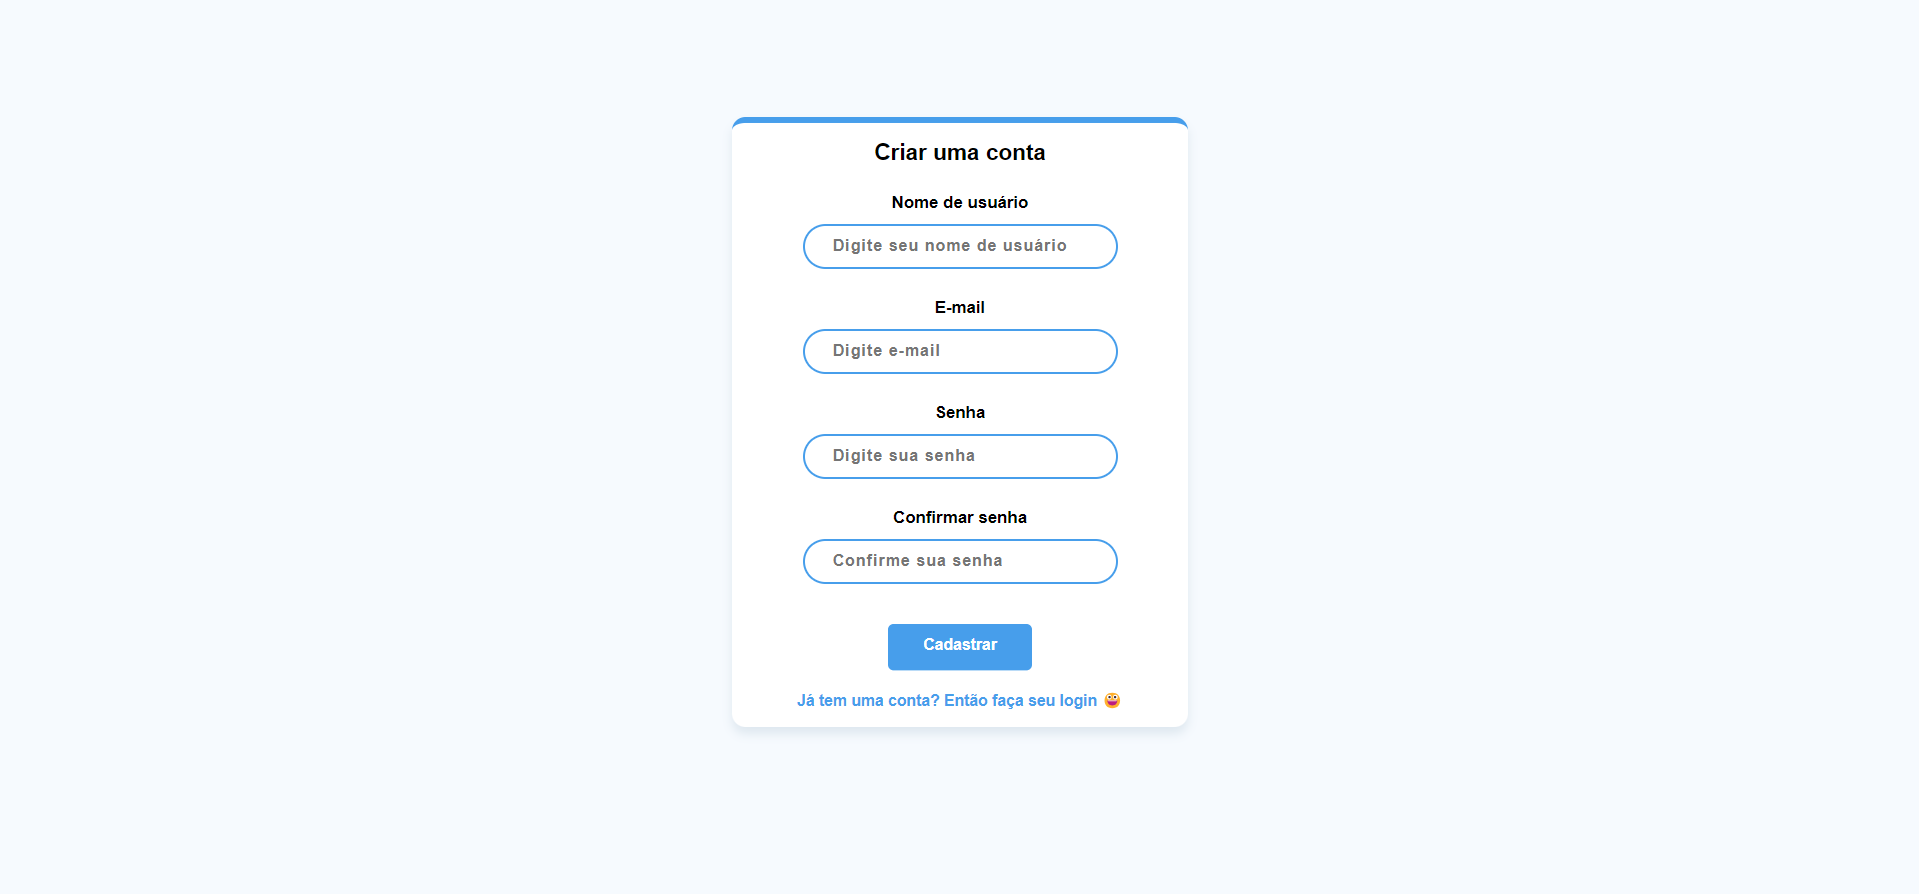 Criar uma conta
Nome de usuário
Digite seu nome de usuário
E-mail
Digite e-mail
Senha
Digite sua senha
Confirmar senha
Confirme sua senha
Cadastrar
Já tem uma conta? Então faça seu login 😀